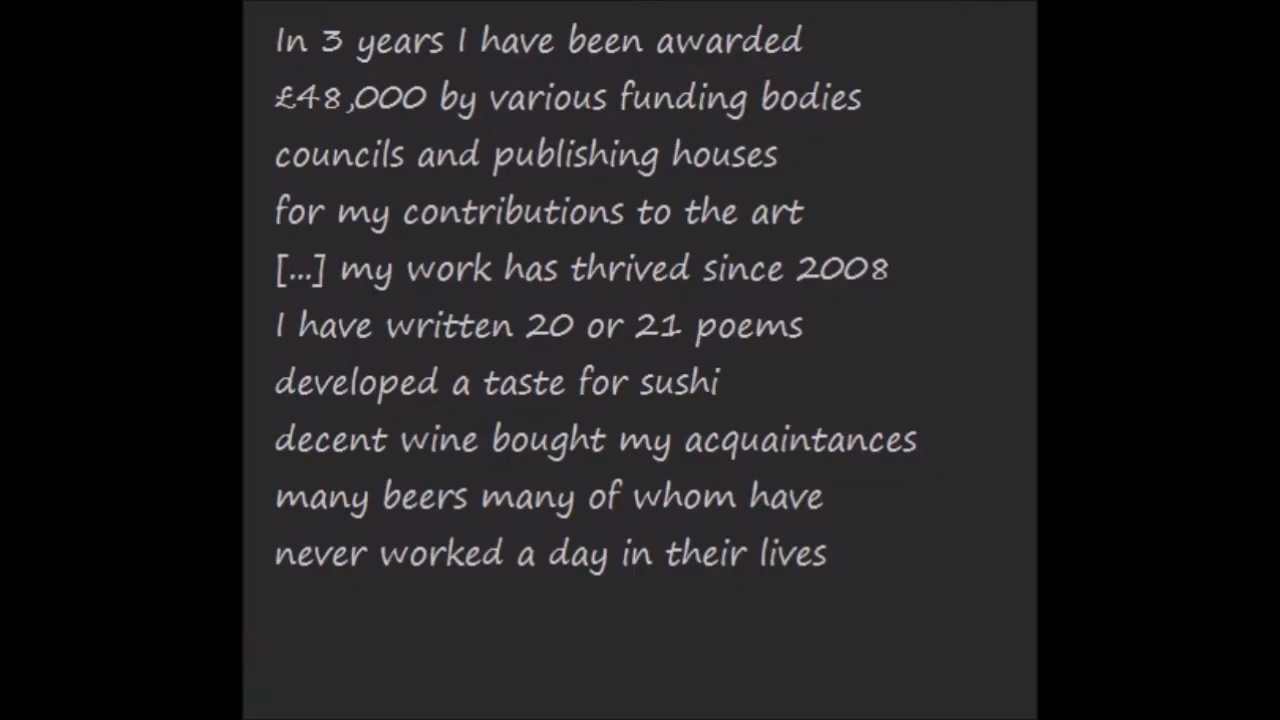 In 3 years I have been awarded
£48,000 by various funding bodies
councils and publishing houses
for my contributions to the art
[...] my work has thrived since 2008
I have written 20 or 21 poems
developed a taste for sushi
decent wine bought my acquaintances
many beers many of whom have
never worked a day in their lives